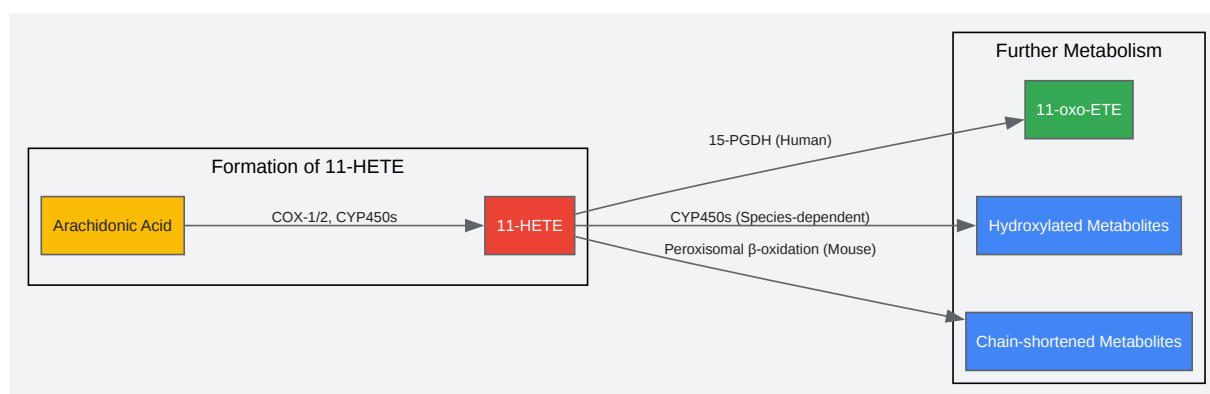 Further Metabolism
11-oxo-ETE
15-PGDH (Human)
Formation of 11-HETE
Arachidonic Acid
COX-1/2, CYP450s
11-HETE
CYP450s (Species-dependent)
Hydroxylated Metabolites
Peroxisomal β-oxidation (Mouse)
Chain-shortened Metabolites